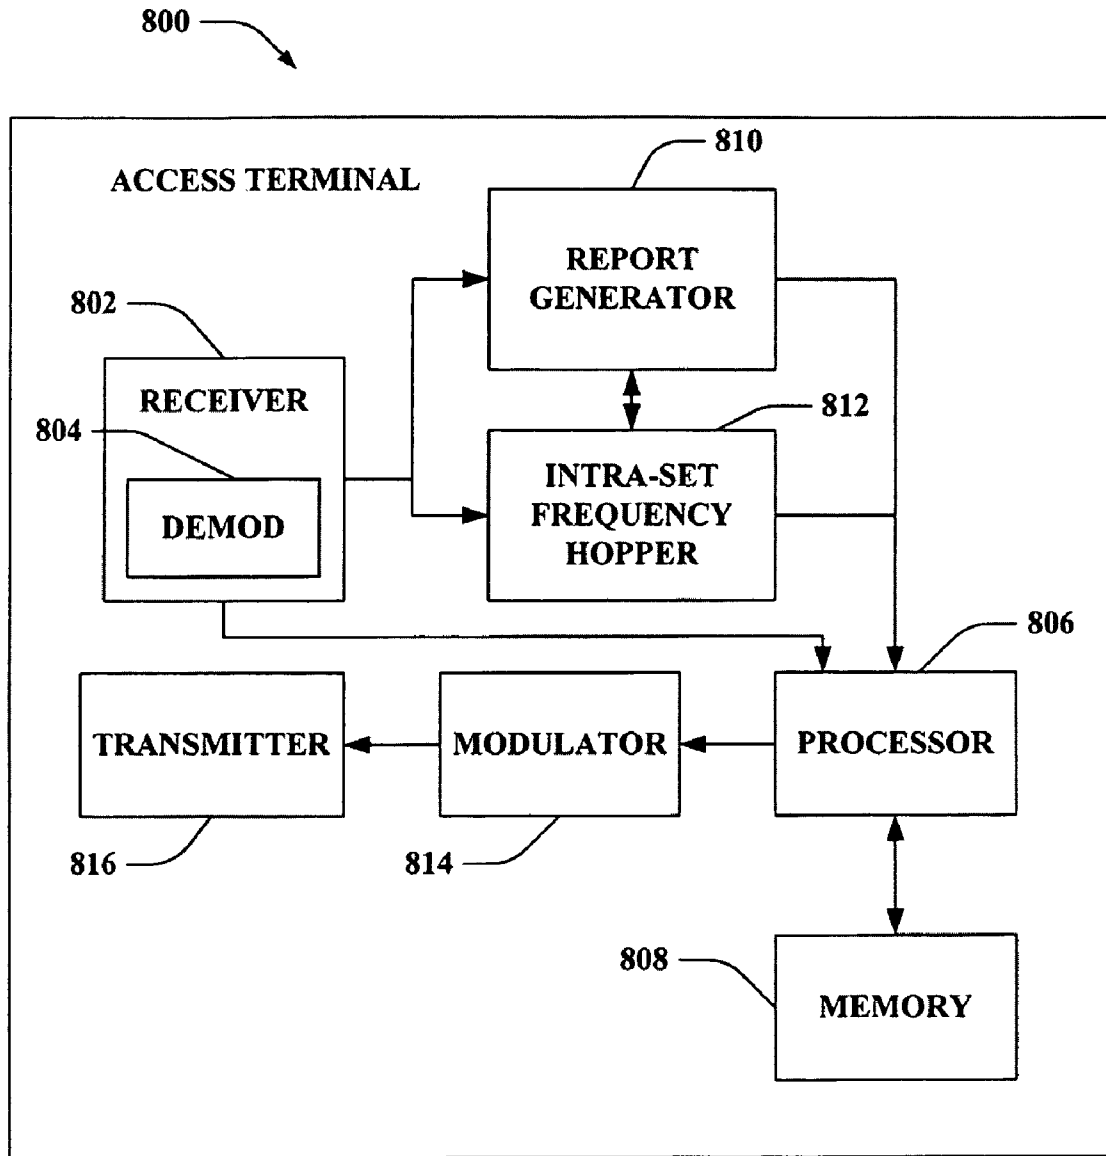 800
ACCESS TERMINAL
810
REPORT
GENERATOR
802
RECEIVER
804
DEMOD
812
INTRA-SET
FREQUENCY
HOPPER
806
TRANSMITTER
MODULATOR
PROCESSOR
816
814
808
MEMORY